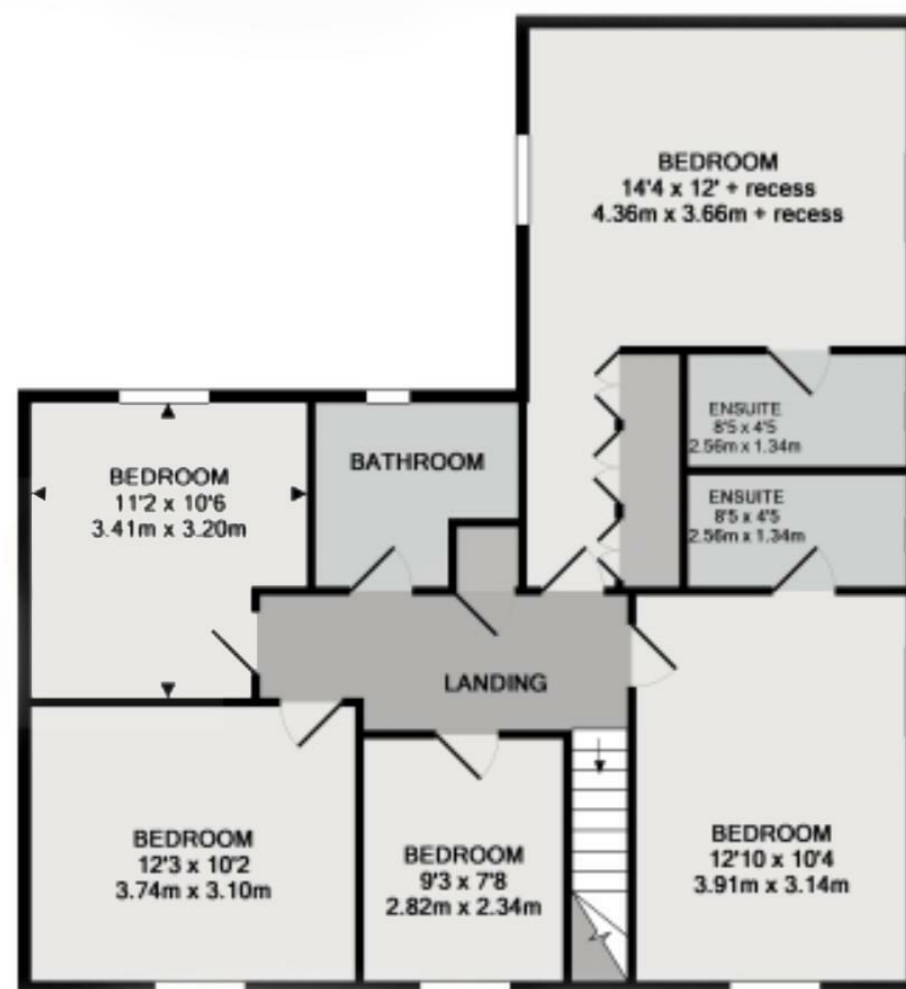 BEDROOM
14'4 x 12' + recess
4.36m x 3.66m + recess
ENSUITE
8'5 x 4'5
2.56m x 1.34m
BEDROOM
11'2 x 10'6
3.41m x 3.20m
BATHROOM
ENSUITE
8'5 x 4'5
2.56m x 1.34m
LANDING
BEDROOM
12'3 x 10'2
3.74m x 3.10m
BEDROOM
9'3 x 7'8
2.82m x 2.34m
BEDROOM
12'10 x 10'4
3.91m x 3.14m